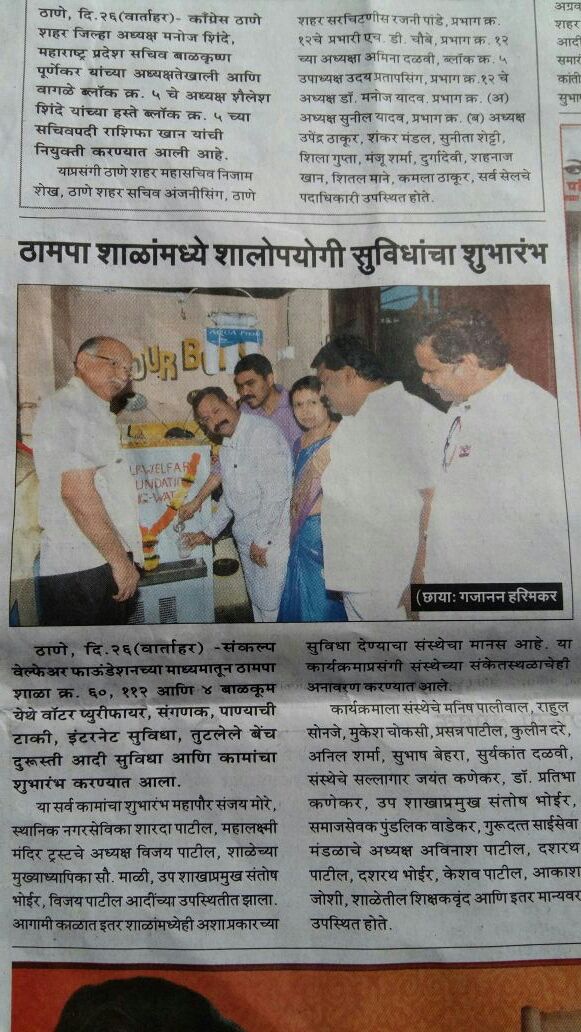 ठाणे, दि.२६(वार्ताहर)- काँग्रेस ठाणे
शहर जिल्हा अध्यक्ष मनोज शिंदे,
महाराष्ट्र प्रदेश सचिव बाळकृष्ण
पूर्णेकर यांच्या अध्यक्षतेखाली आणि
वागळे ब्लॉक क्र. ५ चे अध्यक्ष शैलेश
शिंदे यांच्या हस्ते ब्लॉक क्र. ५ च्या
सचिवपदी राशिफा खान यांची
नियुक्ती करण्यात आली आहे.
याप्रसंगी ठाणे शहर महासचिव निजाम
शेख, ठाणे शहर सचिव अंजनीसिंग, ठाणे
शहर सरचिटणीस रजनी पांडे, प्रभाग क्र.
१२चे प्रभारी एच. डी. चौबे, प्रभाग क्र. १२
च्या अध्यक्षा अमिना दळवी, ब्लॉक क्र. ५
उपाध्यक्ष उदय प्रतापसिंग, प्रभाग क्र.१२ चे
अध्यक्ष डॉ. मनोज यादव, प्रभाग क्र. (अ)
अध्यक्ष सुनील यादव, प्रभाग क्र. (ब) अध्यक्ष
उपेंद्र ठाकूर, शंकर मंडल, सुनीता शेट्टी,
शिला गुप्ता, मंजू शर्मा, दुर्गादिवी, शहनाज
खान, शितल माने, कमला ठाकूर, सर्व सेलचे
पदाधिकारी उपस्थित होते.
ठामपा शाळांमध्ये शालोपयोगी सुविधांचा शुभारंभ
AQUA
OUR B
WELFAR
UNDATI
(छाया: गजानन हरिमकर
ठाणे, दि.२६(वार्ताहर) -संकल्प
वेल्फेअर फाऊंडेशनच्या माध्यमातून ठामपा
शाळा क्र. ६०, ११२ आणि ४ बाळकूम
येथे वॉटर प्युरीफायर, संगणक, पाण्याची
टाकी, इंटरनेट सुविधा, तुटलेले बेंच
दुरूस्ती आदी सुविधा आणि कामांचा
शुभारंभ करण्यात आला.
या सर्व कामांचा शुभारंभ महापौर संजय मोरे,
स्थानिक नगरसेविका शारदा पाटील, महालक्ष्मी
मंदिर ट्रस्टचे अध्यक्ष विजय पाटील, शाळेच्या
मुख्याध्यापिका सौ. माळी, उप शाखाप्रमुख संतोष
भोईर, विजय पाटील आदींच्या उपस्थितीत झाला.
आगामी काळात इतर शाळांमध्येही अशाप्रकारच्या
सुविधा देण्याचा संस्थेचा मानस आहे. या
कार्यक्रमाप्रसंगी संस्थेच्या संकेतस्थळाचेही
अनावरण करण्यात आले.
कार्यक्रमाला संस्थेचे मनिष पालीवाल, राहुल
सोनजे, मुकेश चोकसी, प्रसन्न पाटील, कुलीन दरे,
अनिल शर्मा, सुभाष बेहरा, सुर्यकांत दळवी,
संस्थेचे सल्लागार जयंत कणेकर, डॉ. प्रतिभा
कणेकर, उप शाखाप्रमुख संतोष भोईर,
समाजसेवक पुंडलिक वाडेकर, गुरूदत्त साईसेवा
मंडळाचे अध्यक्ष अविनाश पाटील, दशरथ
पाटील, दशरथ भोईर, केशव पाटील, आकाश
जोशी, शाळेतील शिक्षकवृंद आणि इतर मान्यवर
उपस्थित होते.